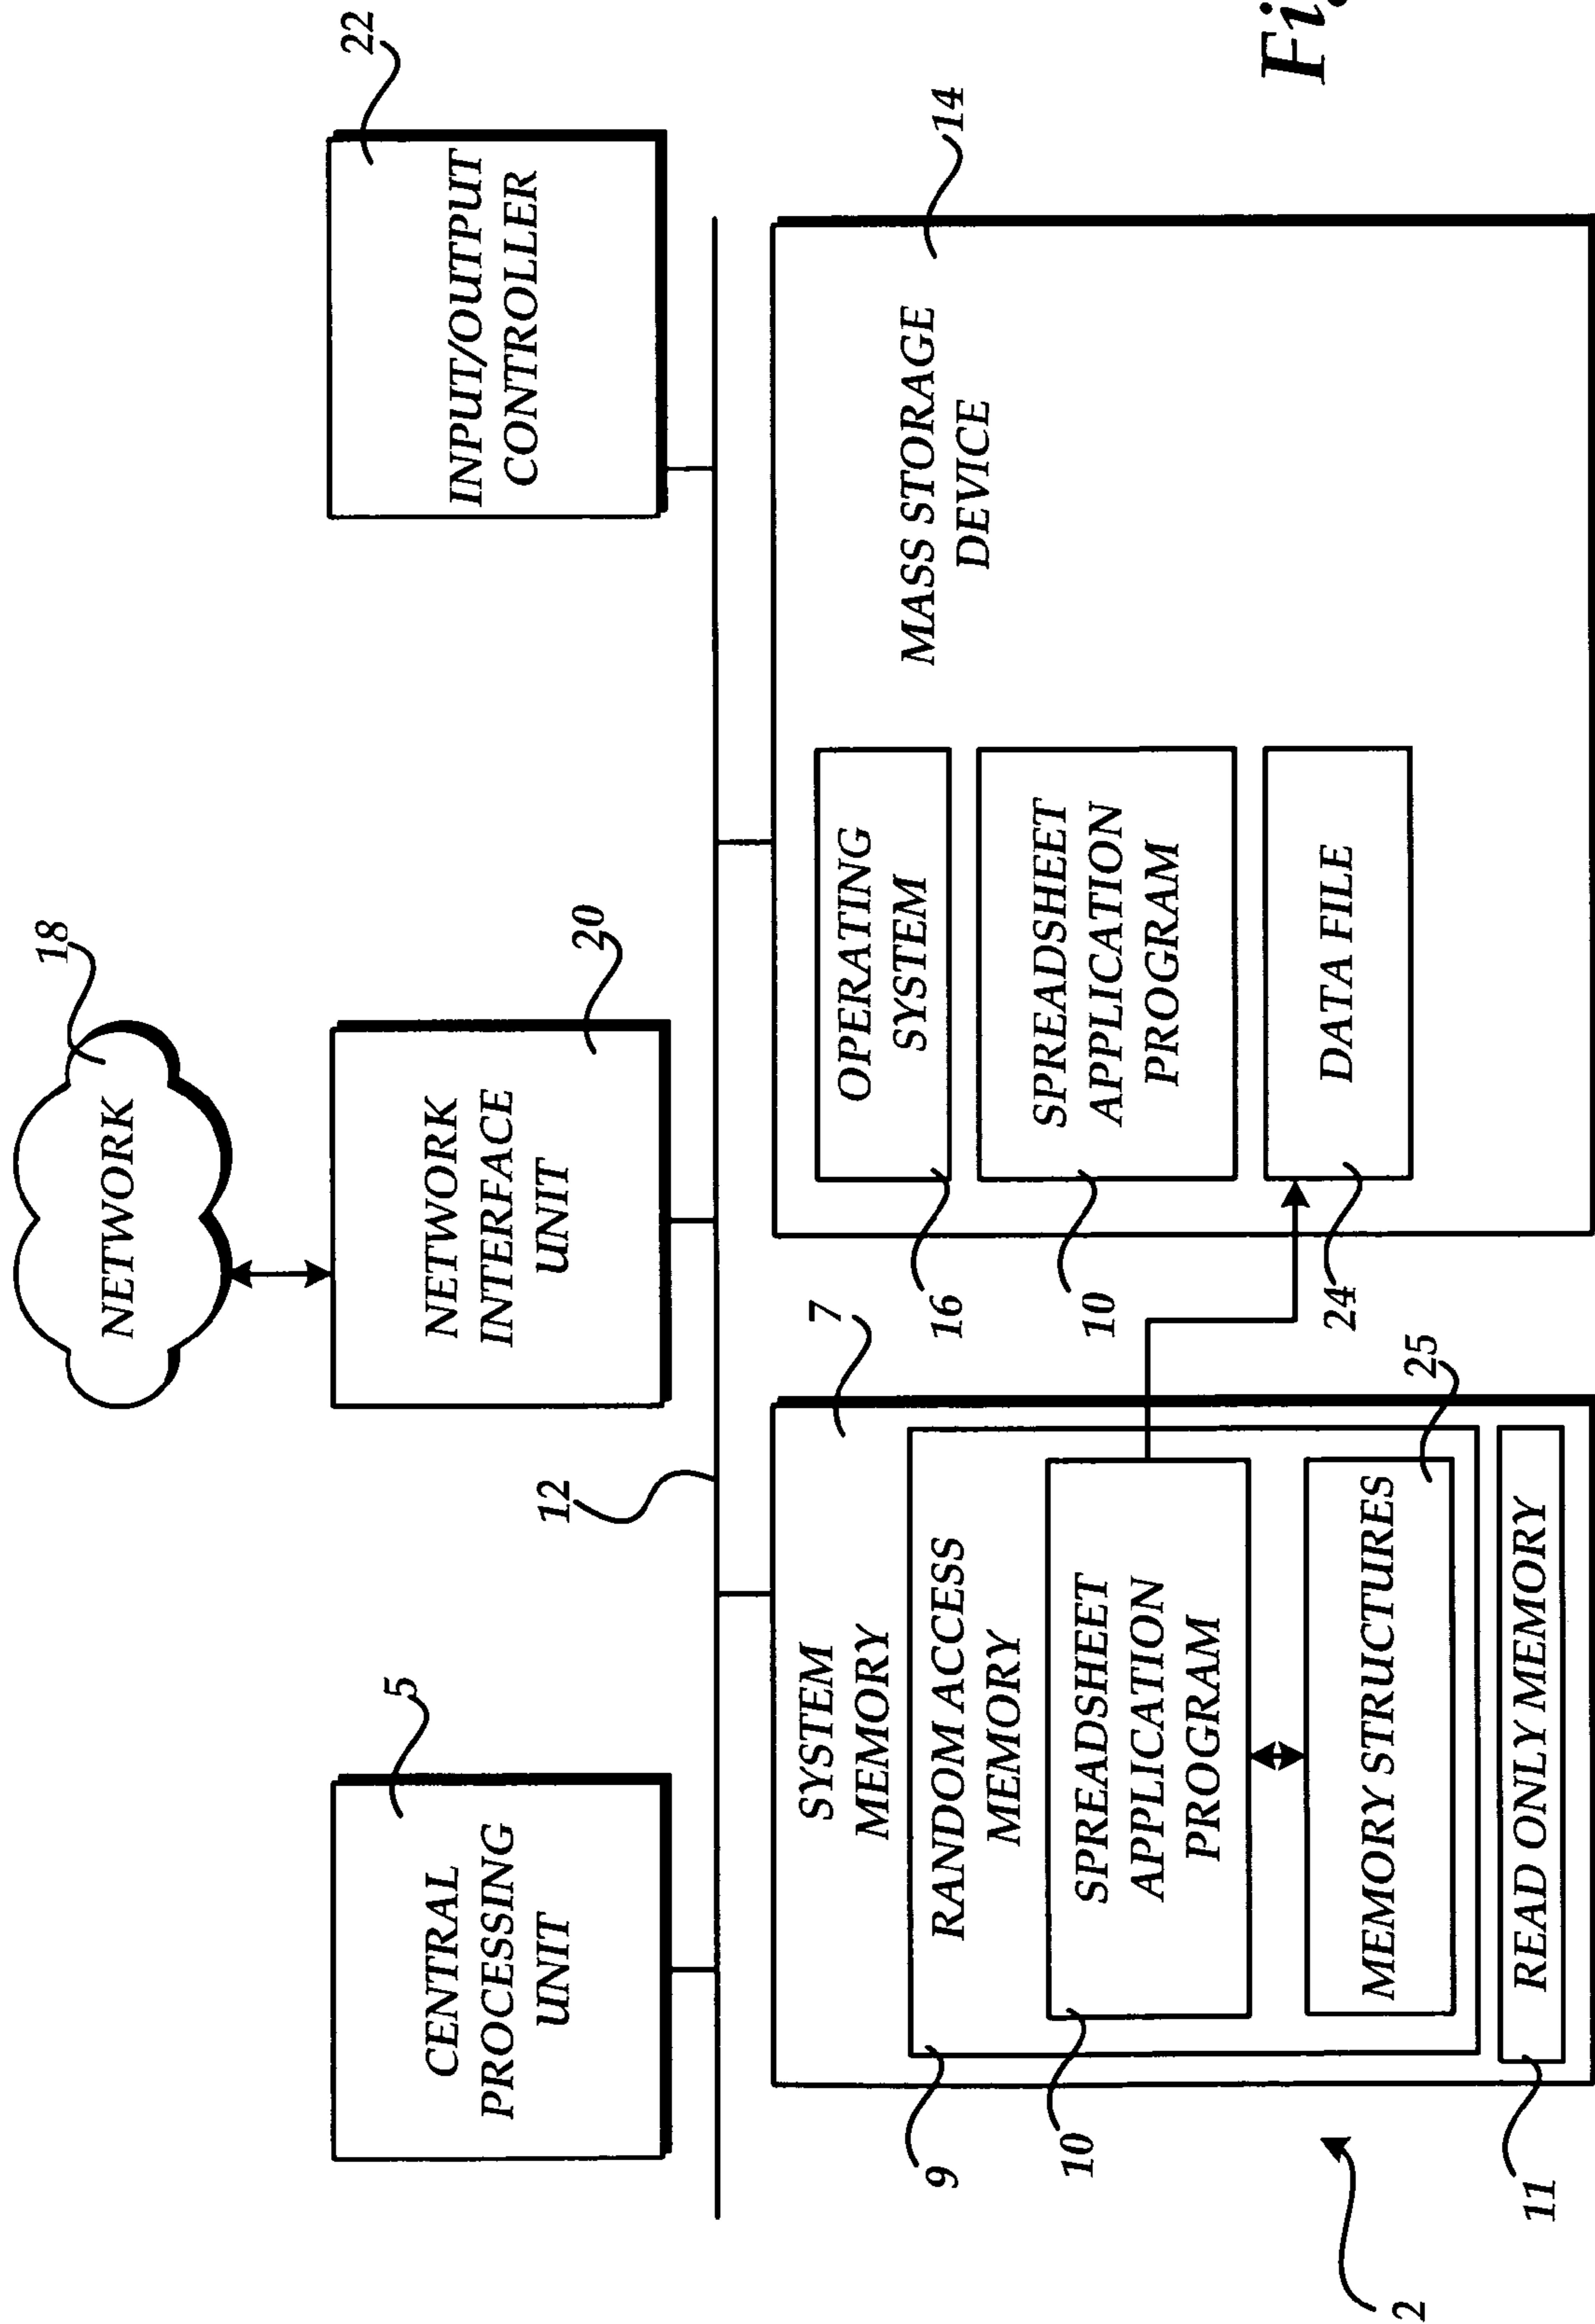 18
NETWORK
5
CENTRAL
PROCESSING
UNIT
NETWORK
INTERFACE
UNIT
20
22
INPUT/OUTPUT
CONTROLLER
12
7
SYSTEM
MEMORY
9
RANDOM ACCESS
MEMORY
10
SPREADSHEET
APPLICATION
PROGRAM
MEMORY STRUCTURES
25
11
READ ONLY MEMORY
2
14
MASS STORAGE
DEVICE
16
OPERATING
SYSTEM
10
SPREADSHEET
APPLICATION
PROGRAM
24
DATA FILE